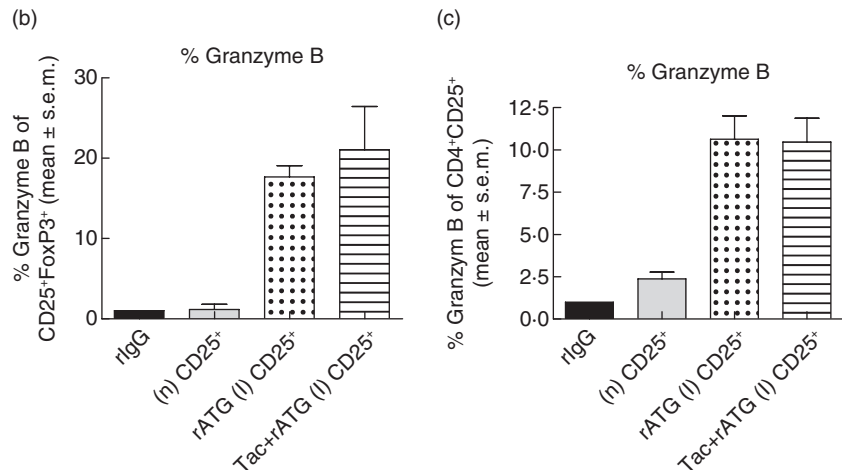 (b)
% Granzyme B
% Granzyme B of
CD25⁺FoxP3⁺ (mean ± s.e.m.)
30
20
10
0
rIgG
(n) CD25⁺
rATG (I) CD25⁺
Tac+rATG (I) CD25⁺
(c)
% Granzyme B
% Granzym B of CD4⁺CD25⁺
(mean ± s.e.m.)
12·5
10·0
7·5
5·0
2·5
0·0
rIgG
(n) CD25⁺
rATG (I) CD25⁺
Tac+rATG (I) CD25⁺